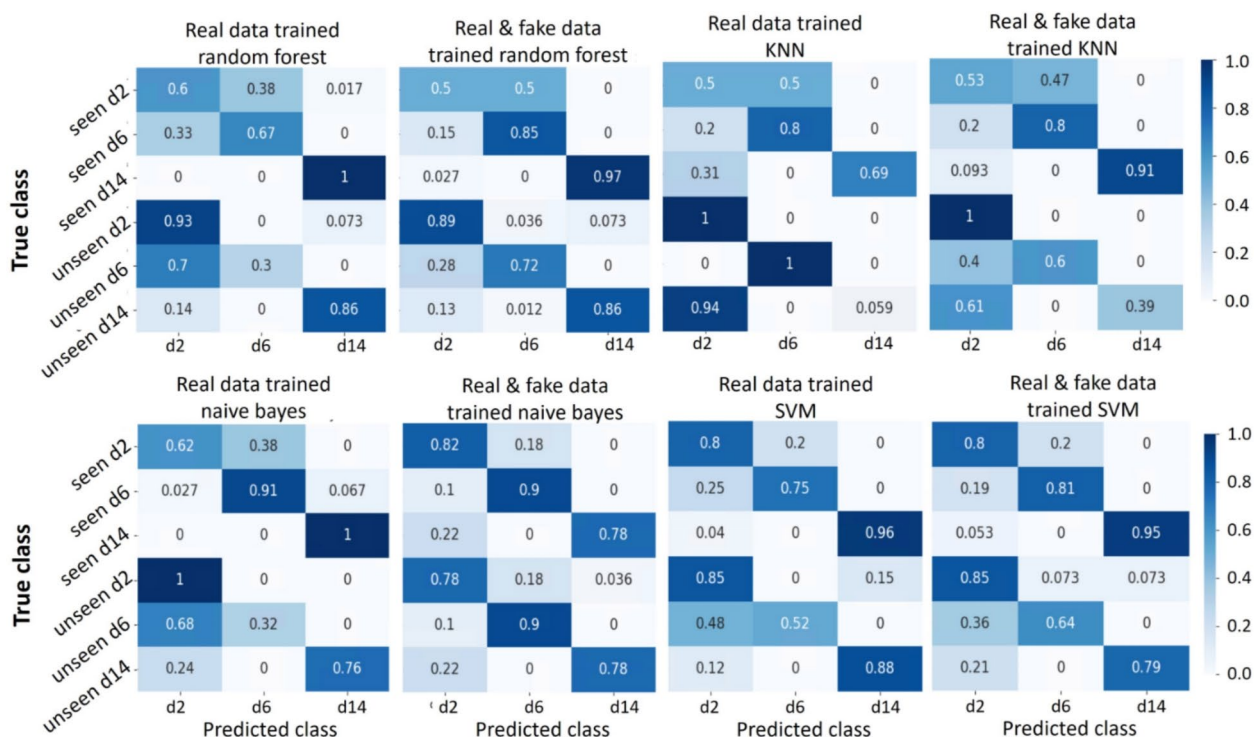 Real data trained
random forest
Real & fake data
trained random forest
Real data trained
KNN
Real & fake data
trained KNN
True class
seen d2
seen d6
seen d14
unseen d2
unseen d6
unseen d14
0.6 0.38 0.017
0.33 0.67 0
0 0 1
0.93 0 0.073
0.7 0.3 0
0.14 0 0.86
d2 d6 d14
0.5 0.5 0
0.15 0.85 0
0.027 0 0.97
0.89 0.036 0.073
0.28 0.72 0
0.13 0.012 0.86
d2 d6 d14
0.5 0.5 0
0.2 0.8 0
0.31 0 0.69
1 0 0
0 1 0
0.94 0 0.059
d2 d6 d14
0.53 0.47 0
0.2 0.8 0
0.093 0 0.91
1 0 0
0.4 0.6 0
0.61 0 0.39
d2 d6 d14
1.0
0.8
0.6
0.4
0.2
0.0
Real data trained
naive bayes
Real & fake data
trained naive bayes
Real data trained
SVM
Real & fake data
trained SVM
True class
seen d2
seen d6
seen d14
unseen d2
unseen d6
unseen d14
0.62 0.38 0
0.027 0.91 0.067
0 0 1
1 0 0
0.68 0.32 0
0.24 0 0.76
d2 d6 d14
Predicted class
0.82 0.18 0
0.1 0.9 0
0.22 0 0.78
0.78 0.18 0.036
0.1 0.9 0
0.22 0 0.78
d2 d6 d14
Predicted class
0.8 0.2 0
0.25 0.75 0
0.04 0 0.96
0.85 0 0.15
0.48 0.52 0
0.12 0 0.88
d2 d6 d14
Predicted class
0.8 0.2 0
0.19 0.81 0
0.053 0 0.95
0.85 0.073 0.073
0.36 0.64 0
0.21 0 0.79
d2 d6 d14
Predicted class
1.0
0.8
0.6
0.4
0.2
0.0